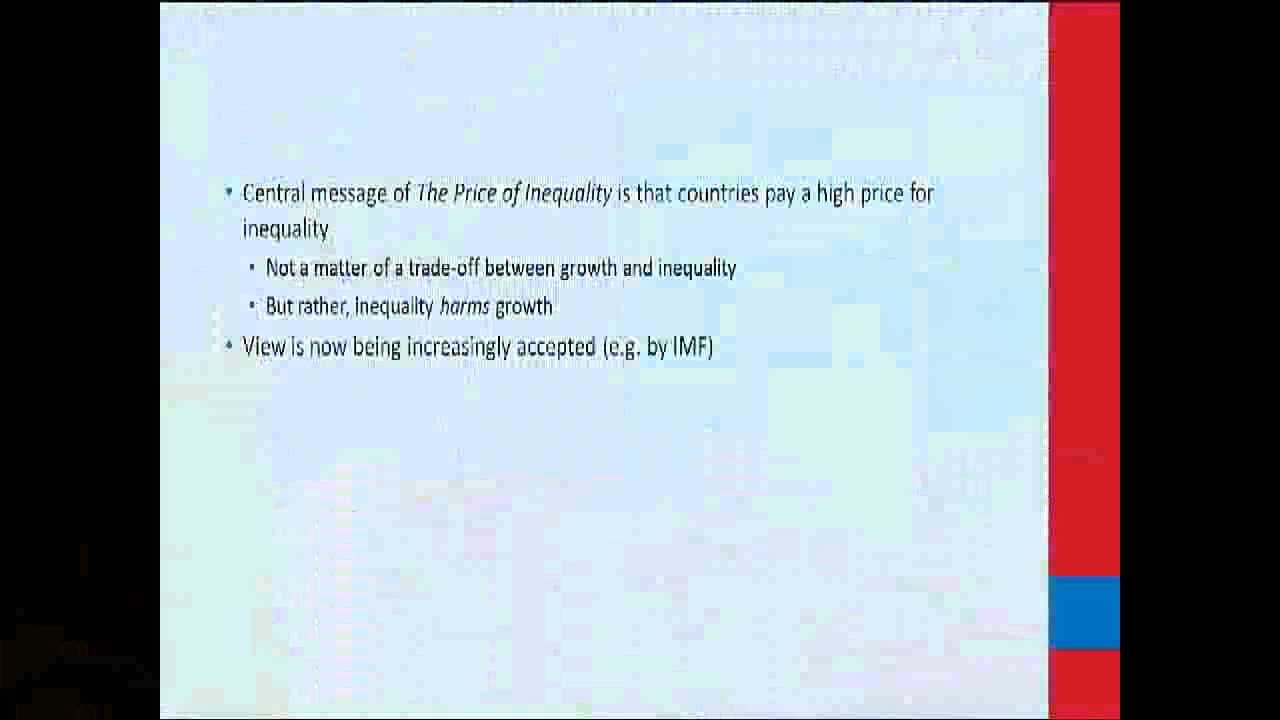 • Central message of The Price of Inequality is that countries pay a high price for
inequality
• Not a matter of a trade-off between growth and inequality
• But rather, inequality harms growth
• View is now being increasingly accepted (e.g. by IMF)